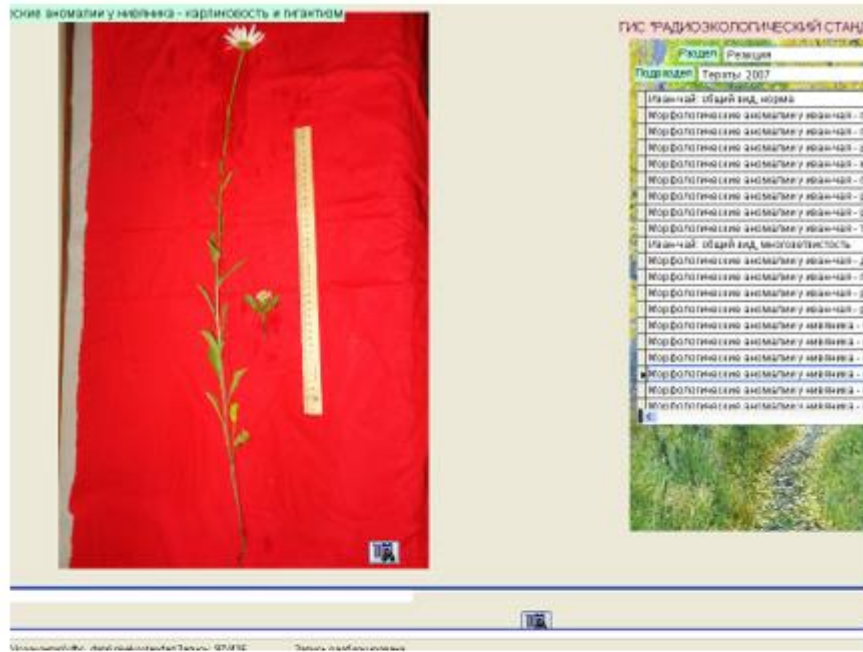 ские аномалии у нивяника - карликовость и гигантизм
ГИС "РАДИОЭКОЛОГИЧЕСКИЙ СТАНД
Раздел Реакция
Подраздел Тераты 2007
Иван-чай: общий вид, норма
Морфологические аномалии у иван-чая -
Морфологические аномалии у иван-чая -
Морфологические аномалии у иван-чая -
Морфологические аномалии у иван-чая -
Морфологические аномалии у иван-чая -
Морфологические аномалии у иван-чая -
Морфологические аномалии у иван-чая -
Морфологические аномалии у иван-чая -
Иван-чай: общий вид, многоветвистость
Морфологические аномалии у иван-чая -
Морфологические аномалии у иван-чая -
Морфологические аномалии у иван-чая -
Морфологические аномалии у иван-чая -
Морфологические аномалии у нивяника -
Морфологические аномалии у нивяника -
Морфологические аномалии у нивяника -
Морфологические аномалии у нивяника -
Морфологические аномалии у нивяника -
Морфологические аномалии у нивяника -
Запись разблокирована